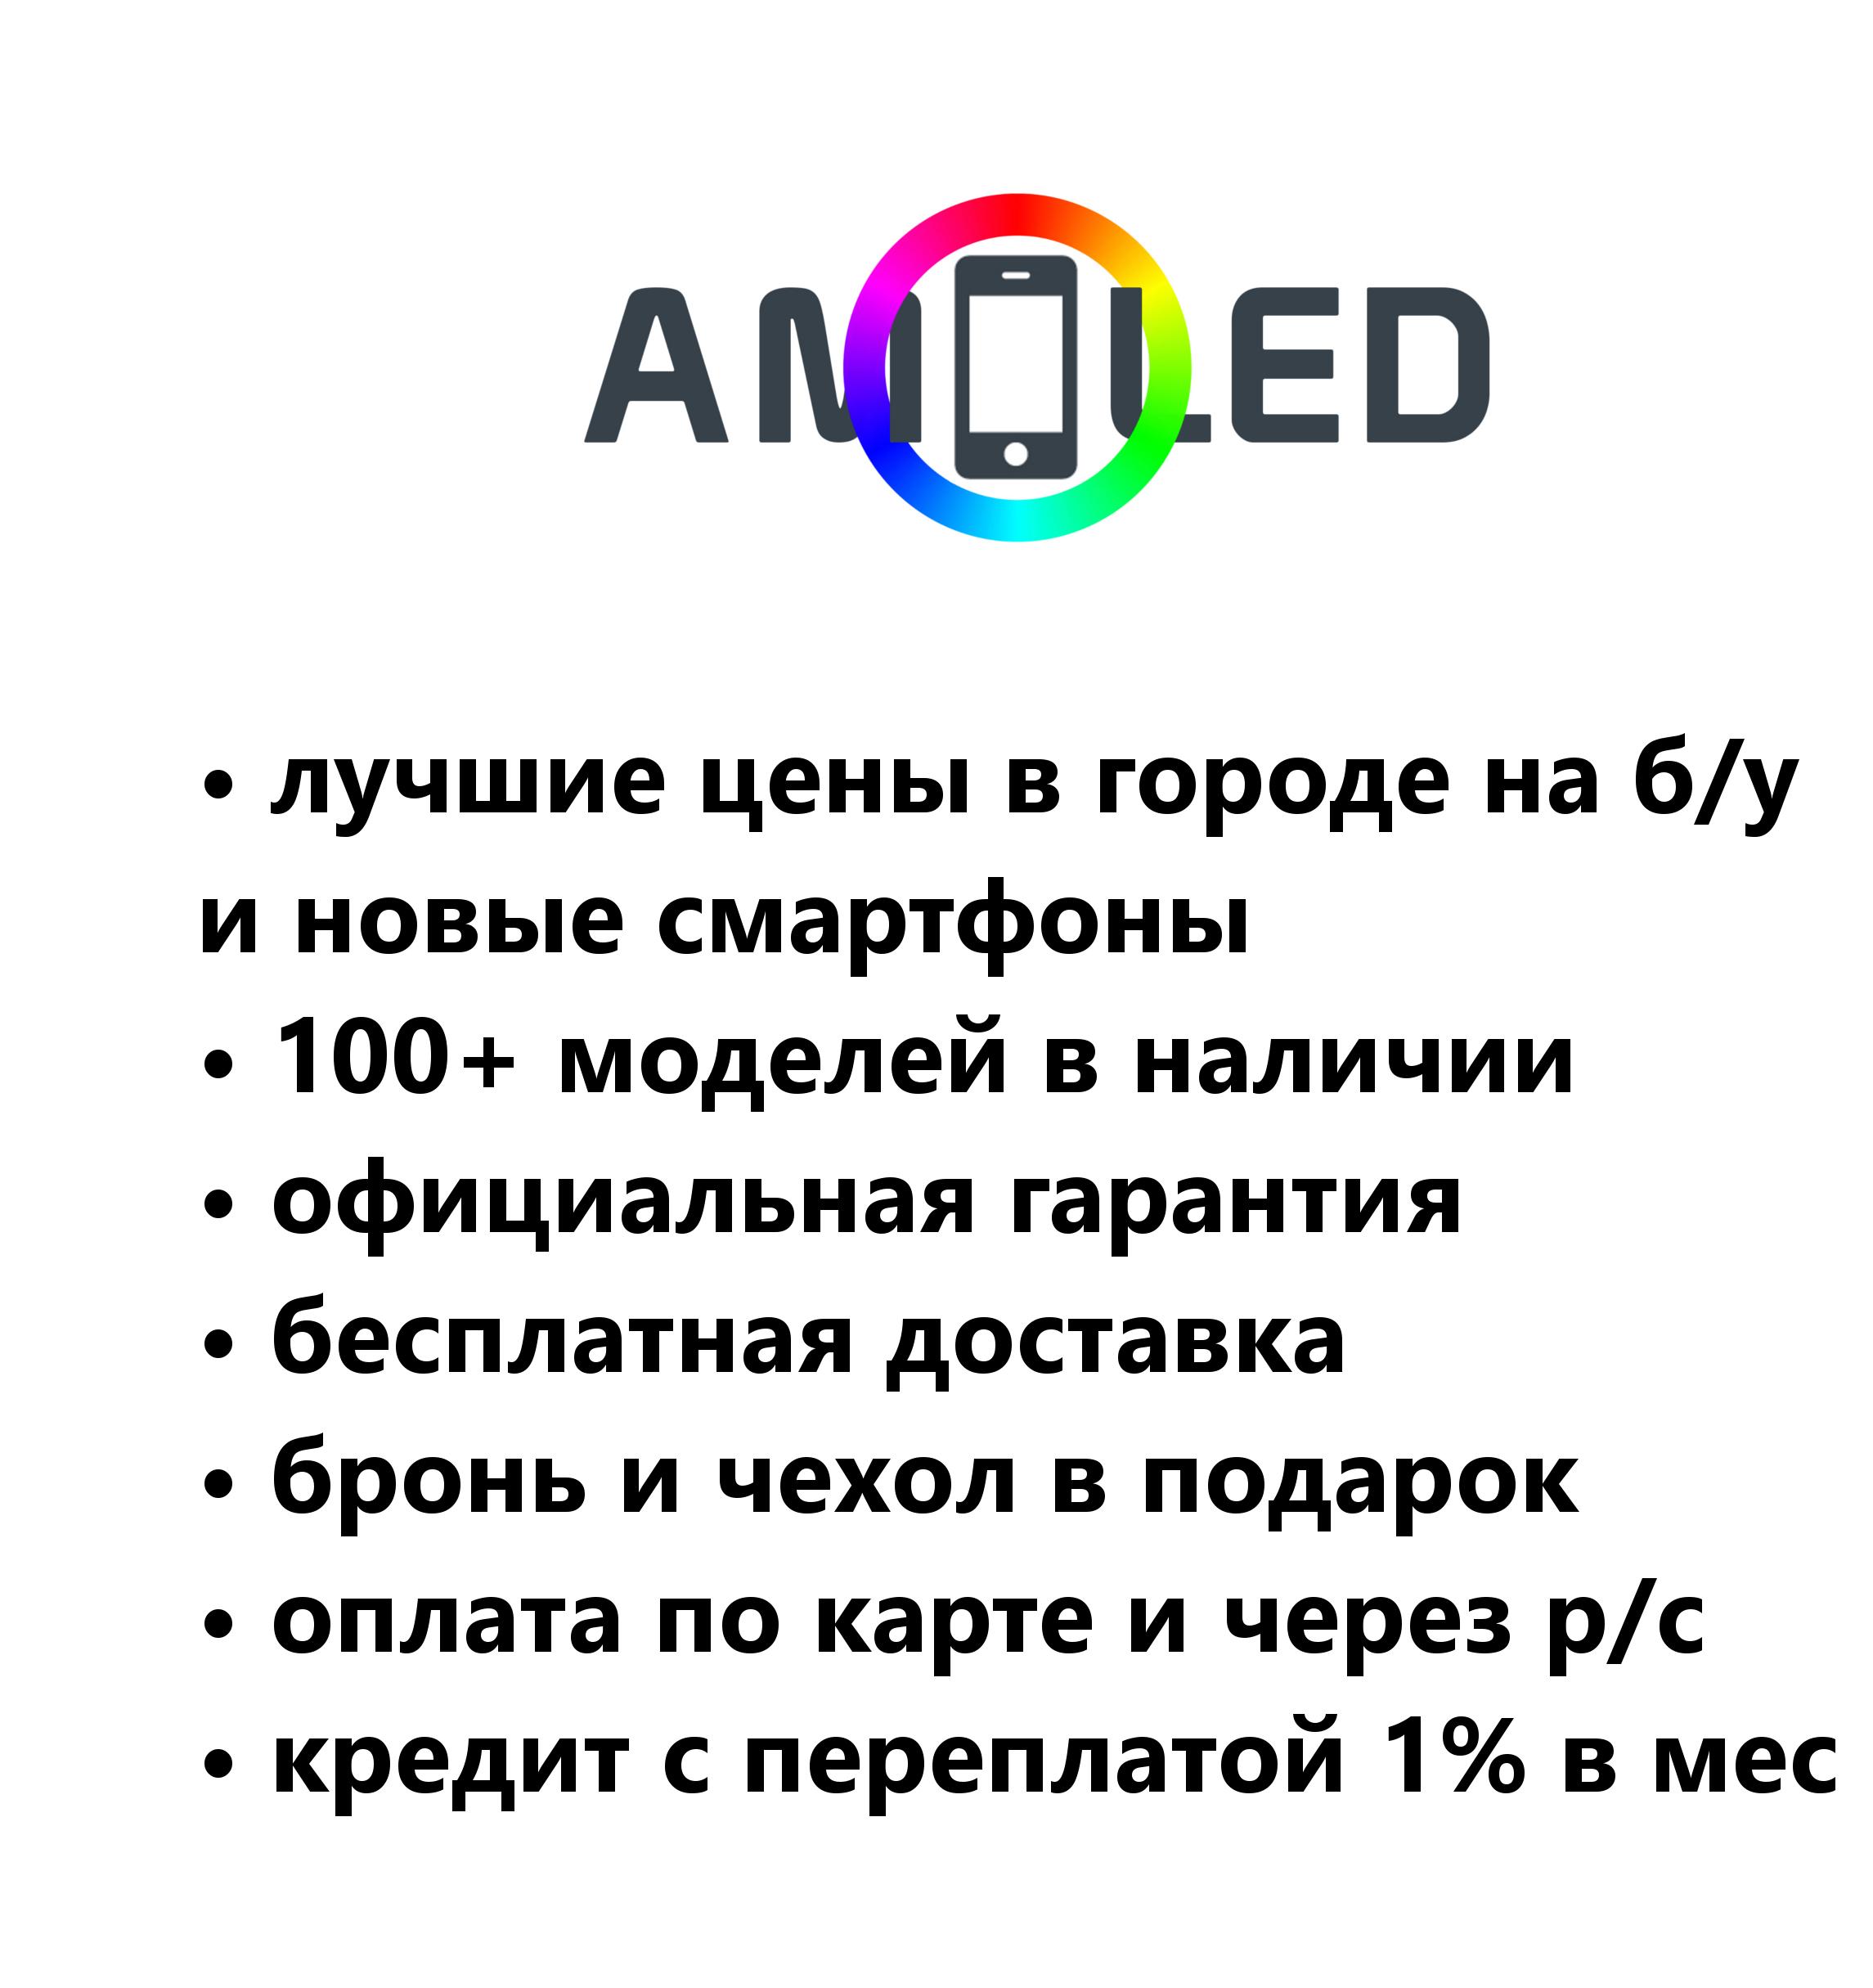 AMOLED
• лучшие цены в городе на б/у
и новые смартфоны
• 100+ моделей в наличии
• официальная гарантия
• бесплатная доставка
• бронь и чехол в подарок
• оплата по карте и через р/с
• кредит с переплатой 1% в мес